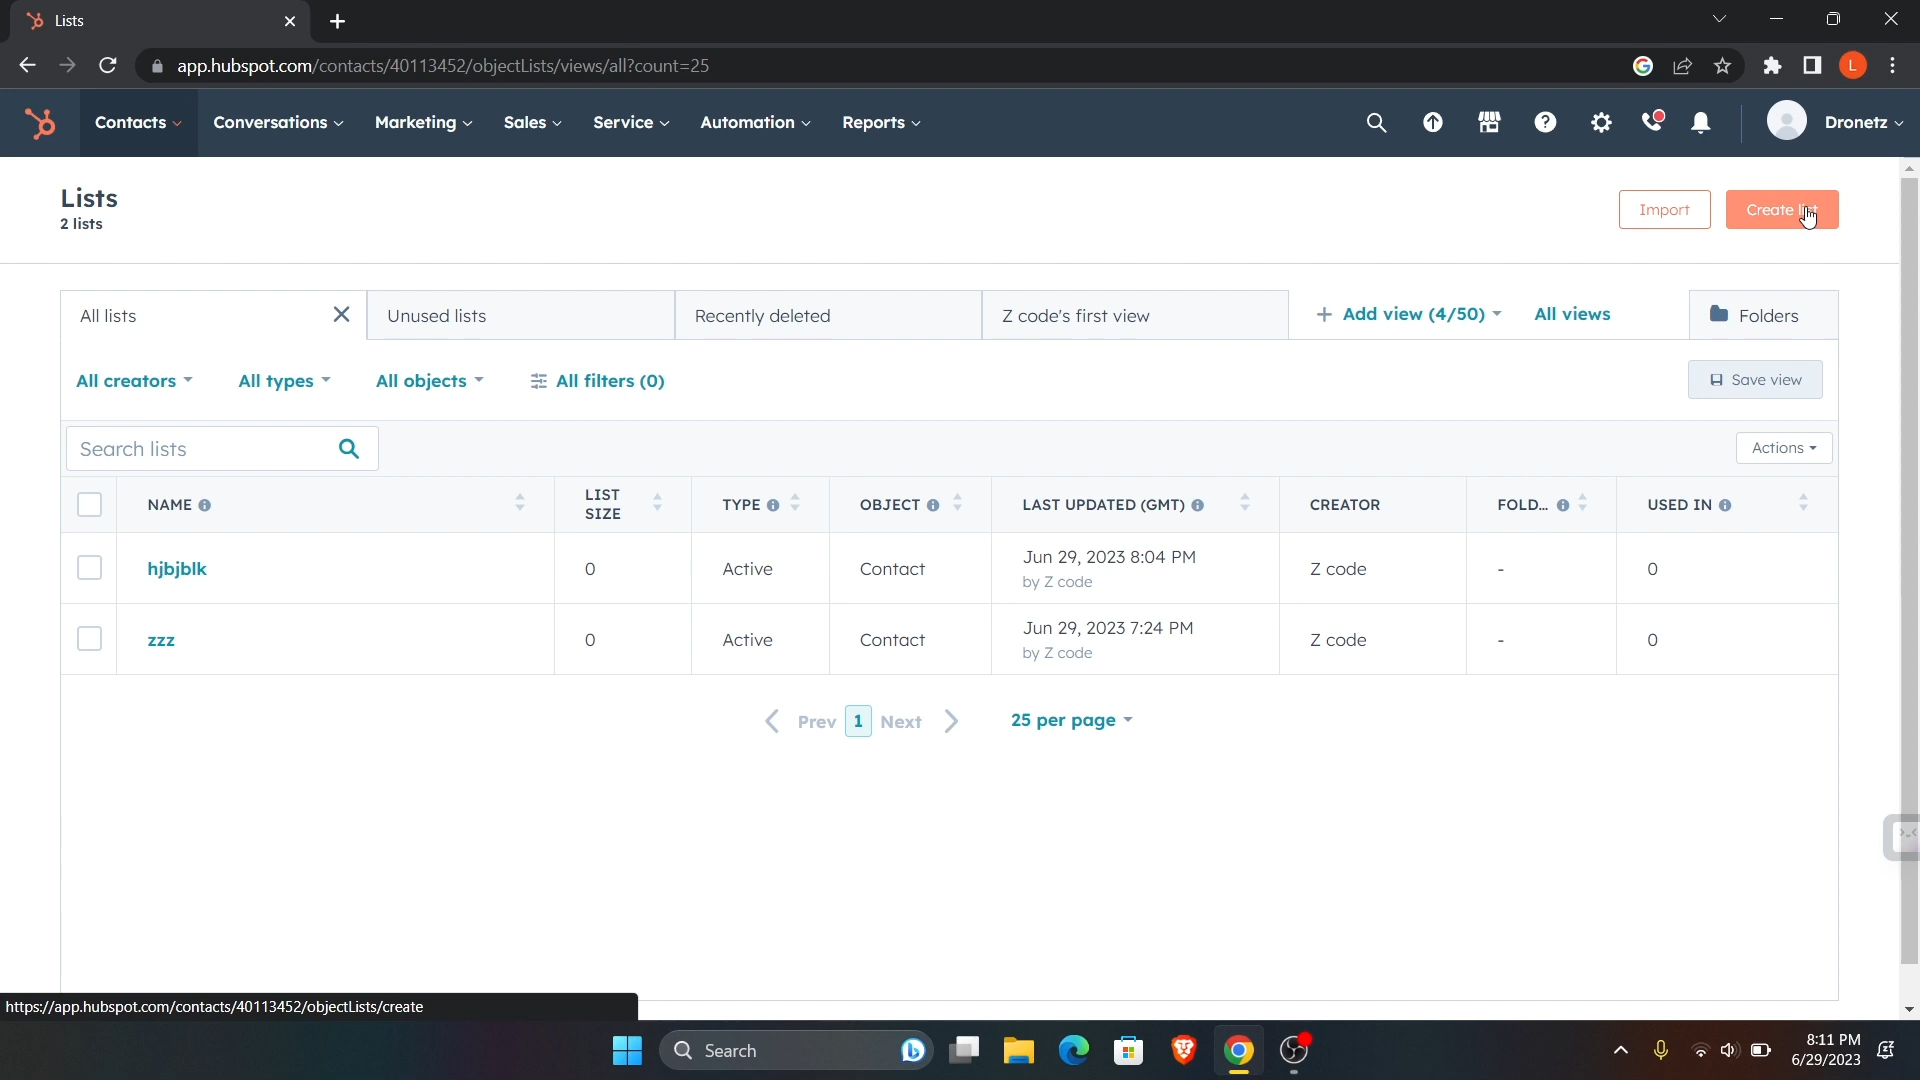 Lists
app.hubspot.com/contacts/40113452/objectLists/views/all?count=25
L
Contacts
Conversations
Marketing
Sales
Service
Automation
Reports
Dronetz
Lists
2 lists
Import
Create
All lists
Unused lists
Recently deleted
Z code's first view
Add view (4/50)
All views
Folders
All creators
All types
All objects
All filters (0)
Save view
Search lists
Actions
NAME
LIST
SIZE
TYPE
OBJECT
LAST UPDATED (GMT)
CREATOR
FOLD...
USED IN
hjbjblk
0
Active
Contact
Jun 29, 2023 8:04 PM
by Z code
Z code
-
0
zzz
0
Active
Contact
Jun 29, 2023 7:24 PM
by Z code
Z code
-
0
Prev
1
Next
25 per page
https://app.hubspot.com/contacts/40113452/objectLists/create
Search
8:11 PM
6/29/2023